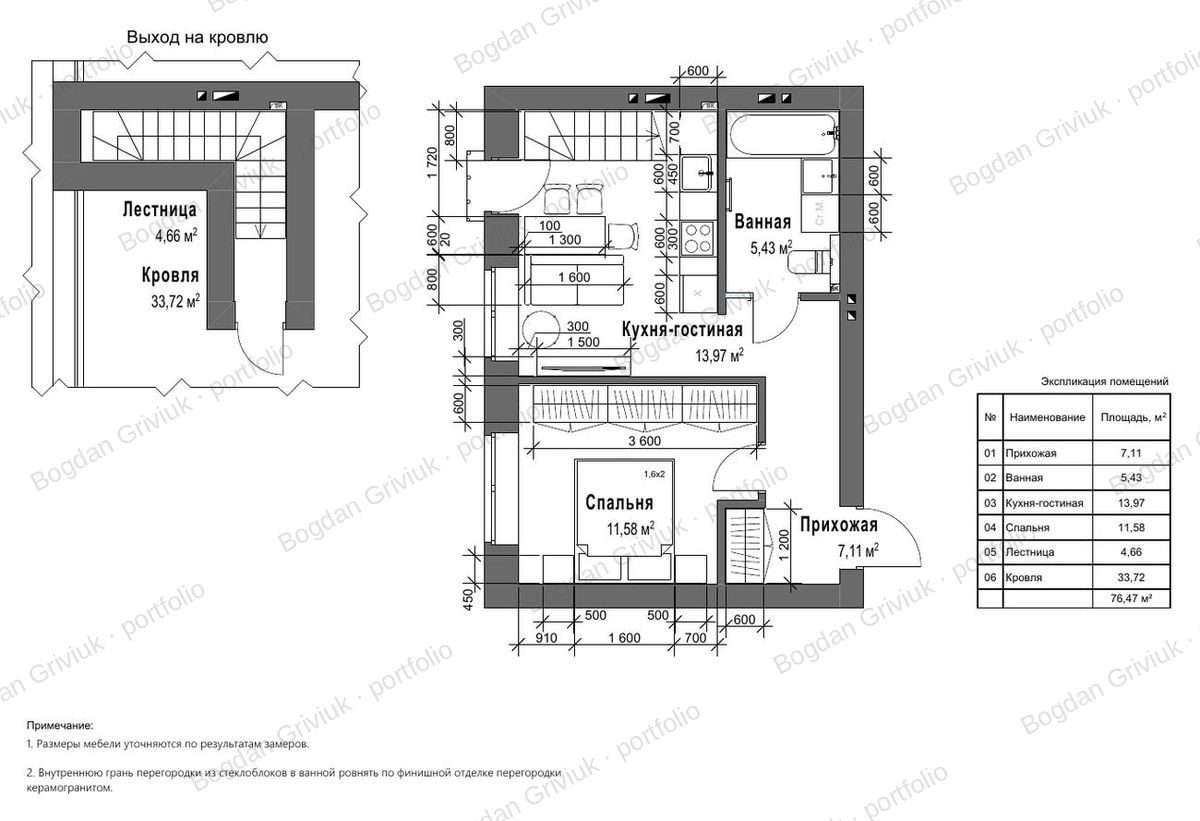 Выход на кровлю
ВК
Лестница
4,66 м²
Кровля
33,72 м²
600
ВК
700
800
1 720
450
600
600
600
20
800
300
600
100
1 300
1 600
300
1 500
600
300
600
X
Ванная
5,43 м²
Ст.М.
600
600
ВК
Кухня-гостиная
13,97 м²
3 600
1,6x2
Спальня
11,58 м²
Прихожая
7,11 м²
1 200
450
500
500
600
910
1 600
700
Экспликация помещений
№ Наименование Площадь, м²
01 Прихожая 7,11
02 Ванная 5,43
03 Кухня-гостиная 13,97
04 Спальня 11,58
05 Лестница 4,66
06 Кровля 33,72
76,47 м²
Примечание:
1. Размеры мебели уточняются по результатам замеров.
2. Внутреннюю грань перегородки из стеклоблоков в ванной ровнять по финишной отделке перегородки
керамогранитом.
Bogdan Griviuk · portfolio